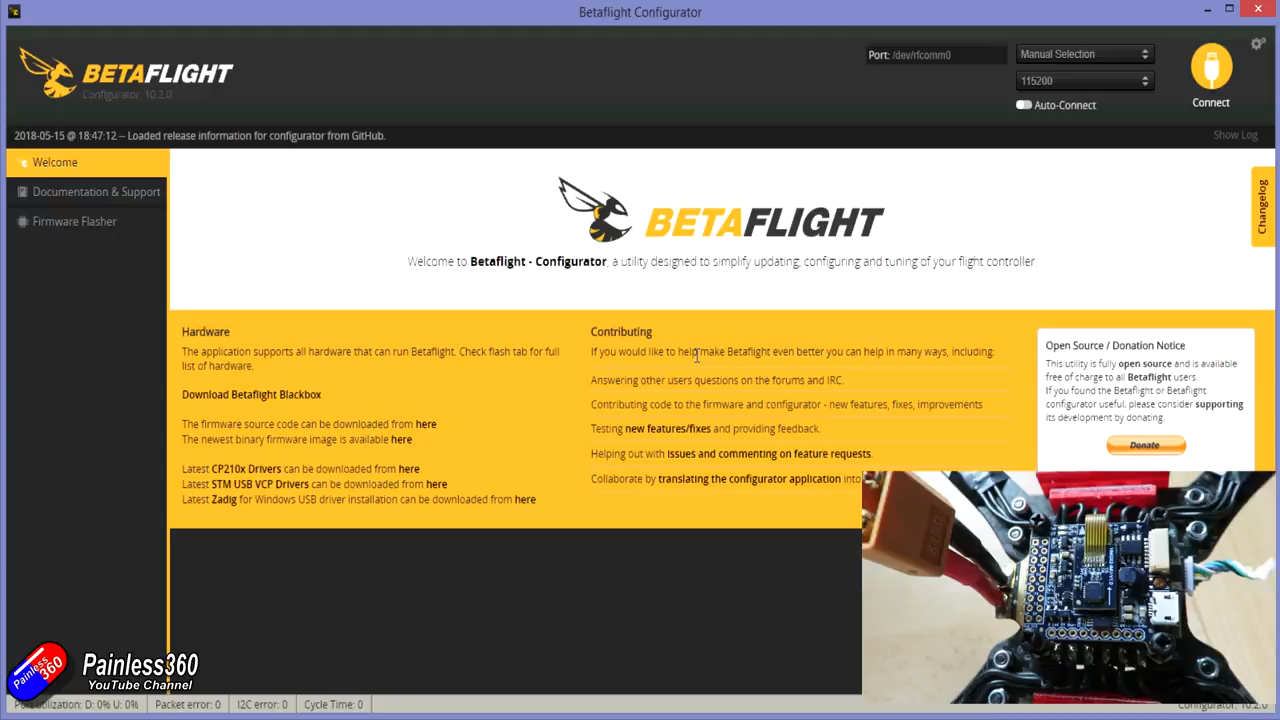 Betaflight Configurator
BETAFLIGHT
Configurator, 10.2.0
Port: /dev/rfcomm0
Manual Selection
115200
Auto-Connect
Connect
2018-05-15 @ 18:47:12 -- Loaded release information for configurator from GitHub.
Show Log
Welcome
Documentation & Support
Firmware Flasher
BETAFLIGHT
Welcome to Betaflight - Configurator, a utility designed to simplify updating, configuring and tuning of your flight controller.
Changelog
Hardware
The application supports all hardware that can run Betaflight. Check flash tab for full
list of hardware.
Download Betaflight Blackbox
The firmware source code can be downloaded from here
The newest binary firmware image is available here
Latest CP210x Drivers can be downloaded from here
Latest STM USB VCP Drivers can be downloaded from here
Latest Zadig for Windows USB driver installation can be downloaded from here
Contributing
If you would like to help make Betaflight even better you can help in many ways, including:
Answering other users questions on the forums and IRC.
Contributing code to the firmware and configurator - new features, fixes, improvements
Testing new features/fixes and providing feedback.
Helping out with issues and commenting on feature requests.
Collaborate by translating the configurator application into
Open Source / Donation Notice
This utility is fully open source and is available
free of charge to all Betaflight users.
If you found the Betaflight or Betaflight
configurator useful, please consider supporting
its development by donating.
Donate
Painless360
Painless360
YouTube Channel
Port utilization: D: 0% U: 0%
Packet error: 0
I2C error: 0
Cycle Time: 0
Configurator: 10.2.0